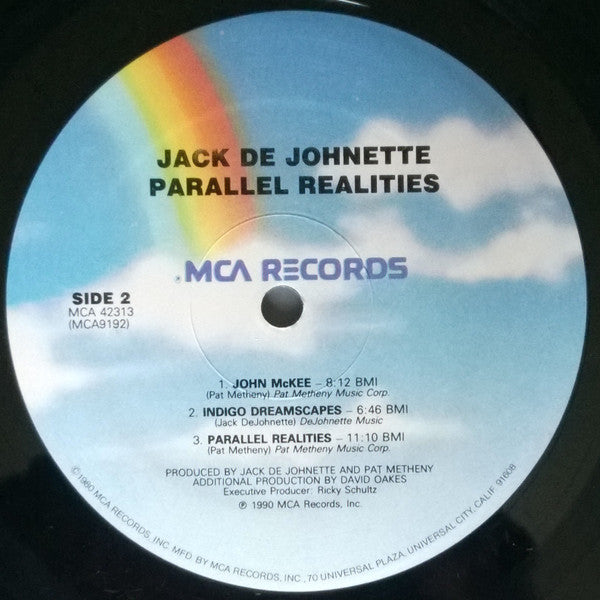 JACK DE JOHNETTE
PARALLEL REALITIES
®MCA RECORDS
SIDE 2
MCA 42313
(MCA9192)
1. JOHN McKEE – 8:12 BMI
(Pat Metheny) Pat Metheny Music Corp.
2. INDIGO DREAMSCAPES – 6:46 BMI
(Jack DeJohnette) DeJohnette Music
3. PARALLEL REALITIES – 11:10 BMI
(Pat Metheny) Pat Metheny Music Corp.
PRODUCED BY JACK DE JOHNETTE AND PAT METHENY
ADDITIONAL PRODUCTION BY DAVID OAKES
Executive Producer: Ricky Schultz
℗ 1990 MCA Records, Inc.
©1980 MCA RECORDS, INC. MFD. BY MCA RECORDS, INC., 70 UNIVERSAL PLAZA, UNIVERSAL CITY, CALIF. 91608